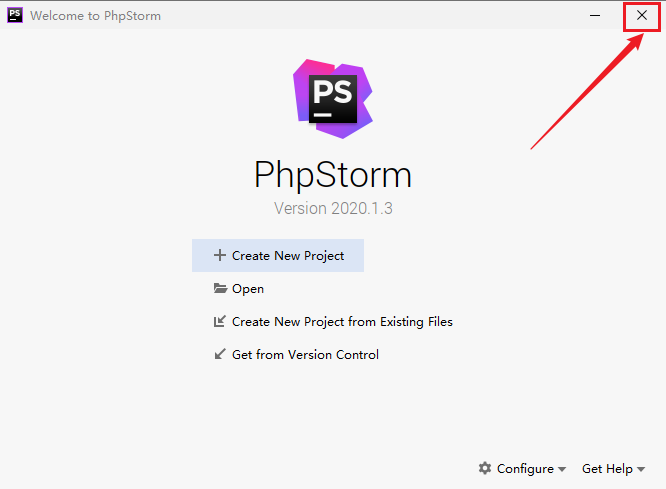 PS Welcome to PhpStorm
PS
PhpStorm
Version 2020.1.3
Create New Project
Open
Create New Project from Existing Files
Get from Version Control
Configure Get Help